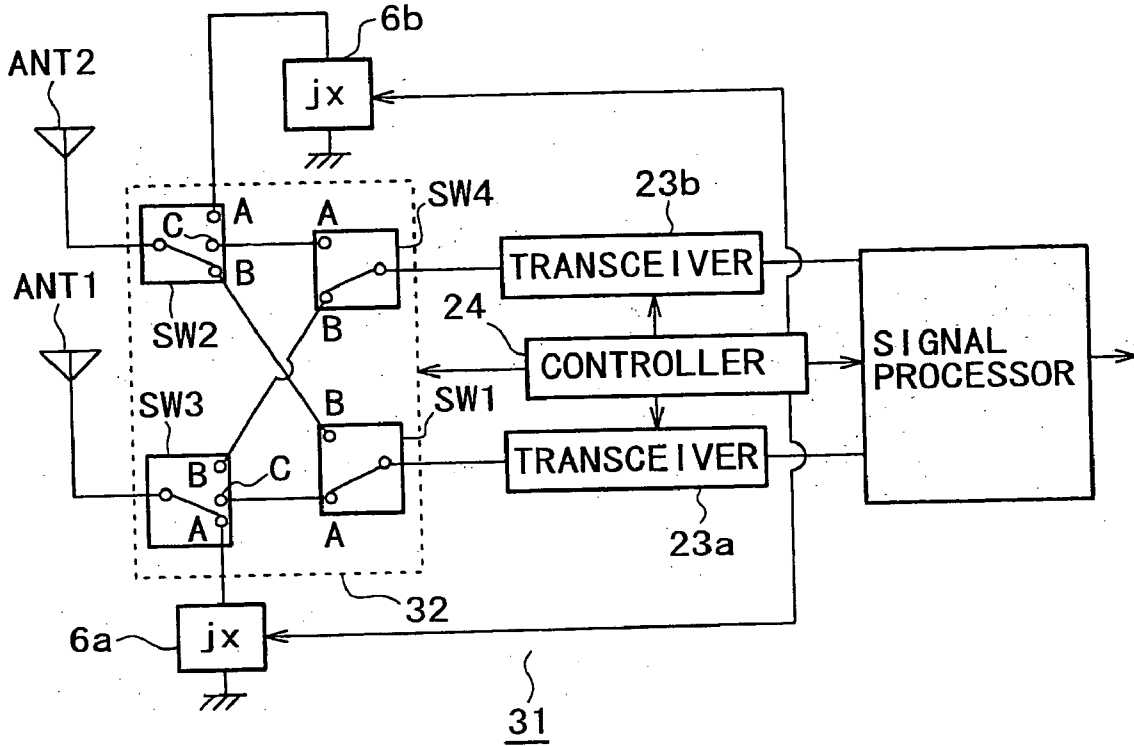 6b
ANT2
jx
SW4
23b
A
A
C
B
TRANSCEIVER
ANT1
SW2
B
24
CONTROLLER
SIGNAL
PROCESSOR
SW3
SW1
B
B
C
TRANSCEIVER
A
A
23a
32
6a
jx
31